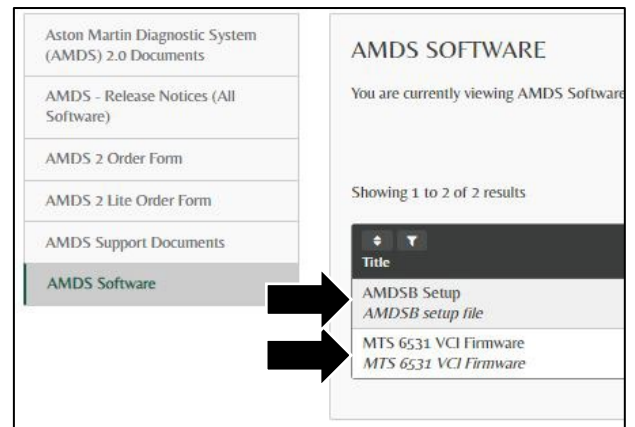 Aston Martin Diagnostic System
(AMDS) 2.0 Documents
AMDS - Release Notices (All
Software)
AMDS 2 Order Form
AMDS 2 Lite Order Form
AMDS Support Documents
AMDS Software
AMDS SOFTWARE
You are currently viewing AMDS Software
Showing 1 to 2 of 2 results
Title
AMDSB Setup
AMDSB setup file
MTS 6531 VCI Firmware
MTS 6531 VCI Firmware